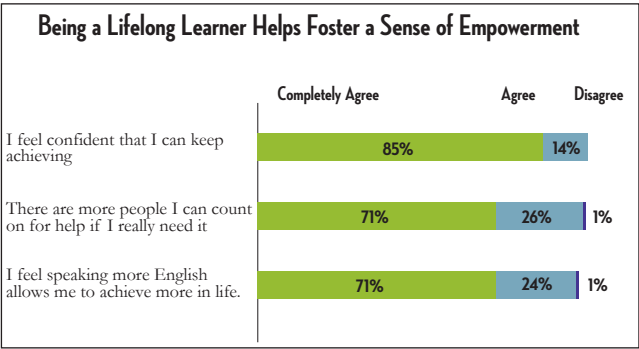 Being a Lifelong Learner Helps Foster a Sense of Empowerment
Completely Agree Agree Disagree
I feel confident that I can keep
achieving
85% 14%
There are more people I can count
on for help if I really need it
71% 26% 1%
I feel speaking more English
allows me to achieve more in life.
71% 24% 1%